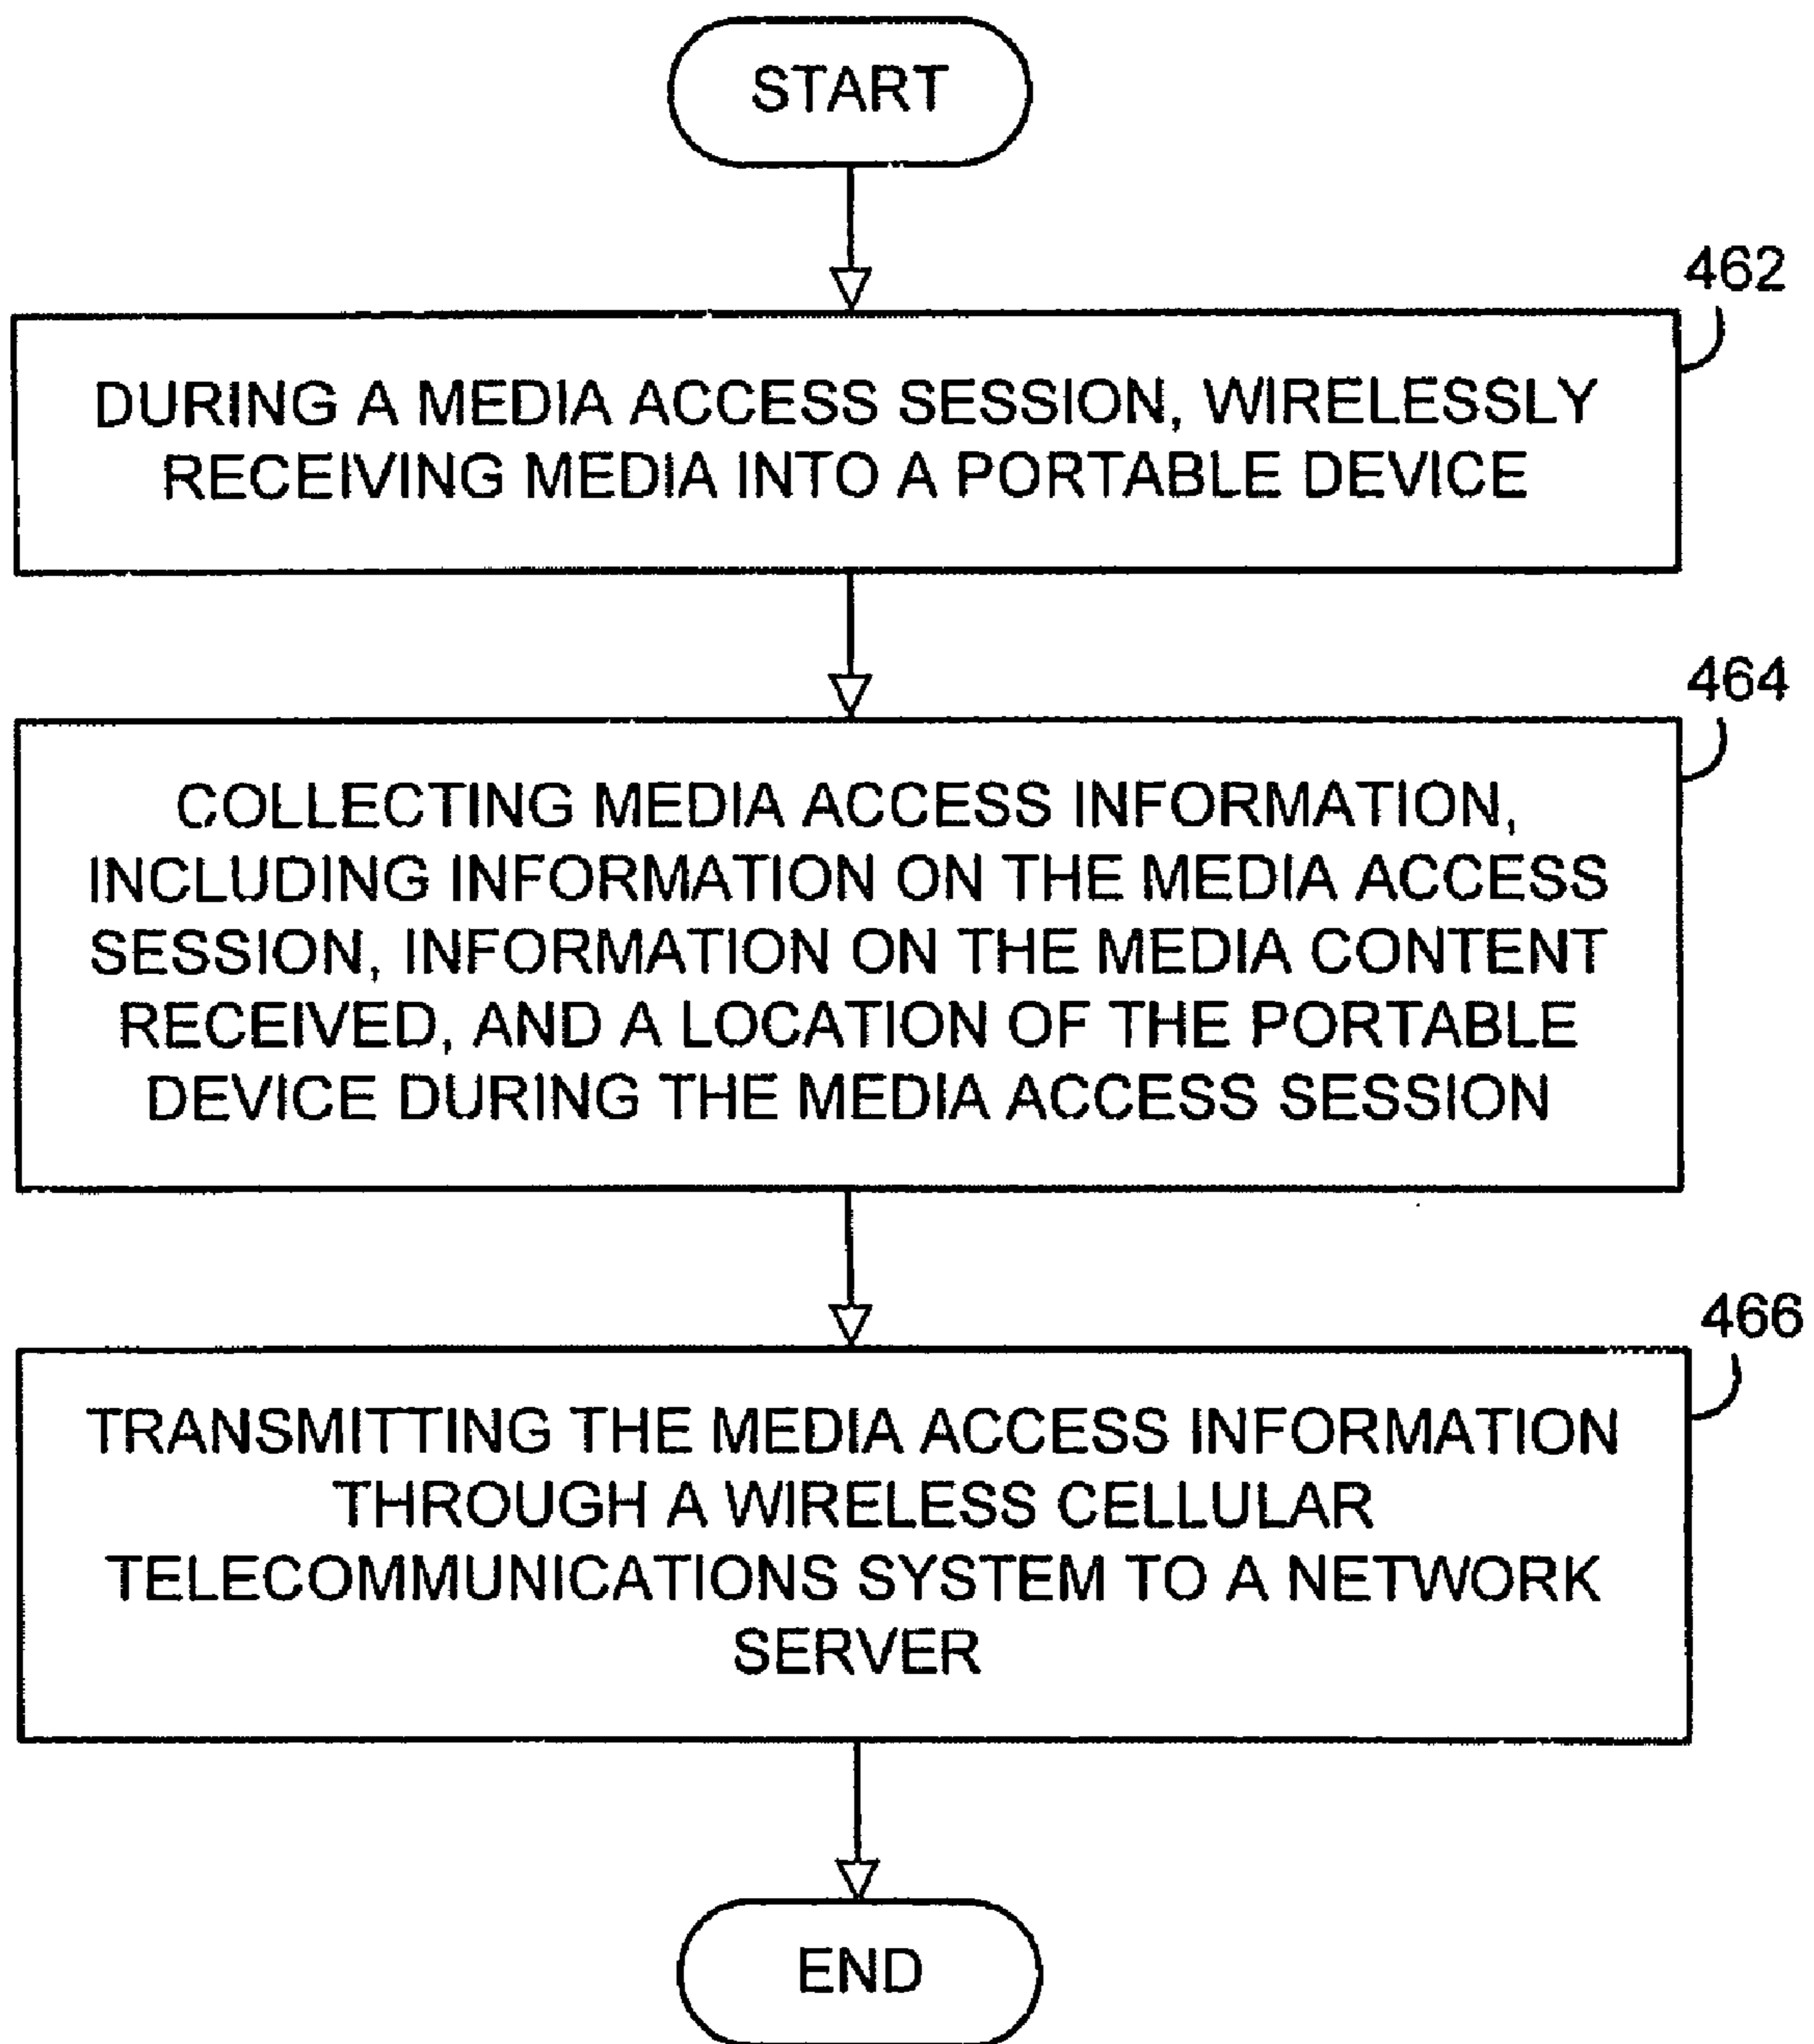 START
462
DURING A MEDIA ACCESS SESSION, WIRELESSLY
RECEIVING MEDIA INTO A PORTABLE DEVICE
464
COLLECTING MEDIA ACCESS INFORMATION,
INCLUDING INFORMATION ON THE MEDIA ACCESS
SESSION, INFORMATION ON THE MEDIA CONTENT
RECEIVED, AND A LOCATION OF THE PORTABLE
DEVICE DURING THE MEDIA ACCESS SESSION
466
TRANSMITTING THE MEDIA ACCESS INFORMATION
THROUGH A WIRELESS CELLULAR
TELECOMMUNICATIONS SYSTEM TO A NETWORK
SERVER
END